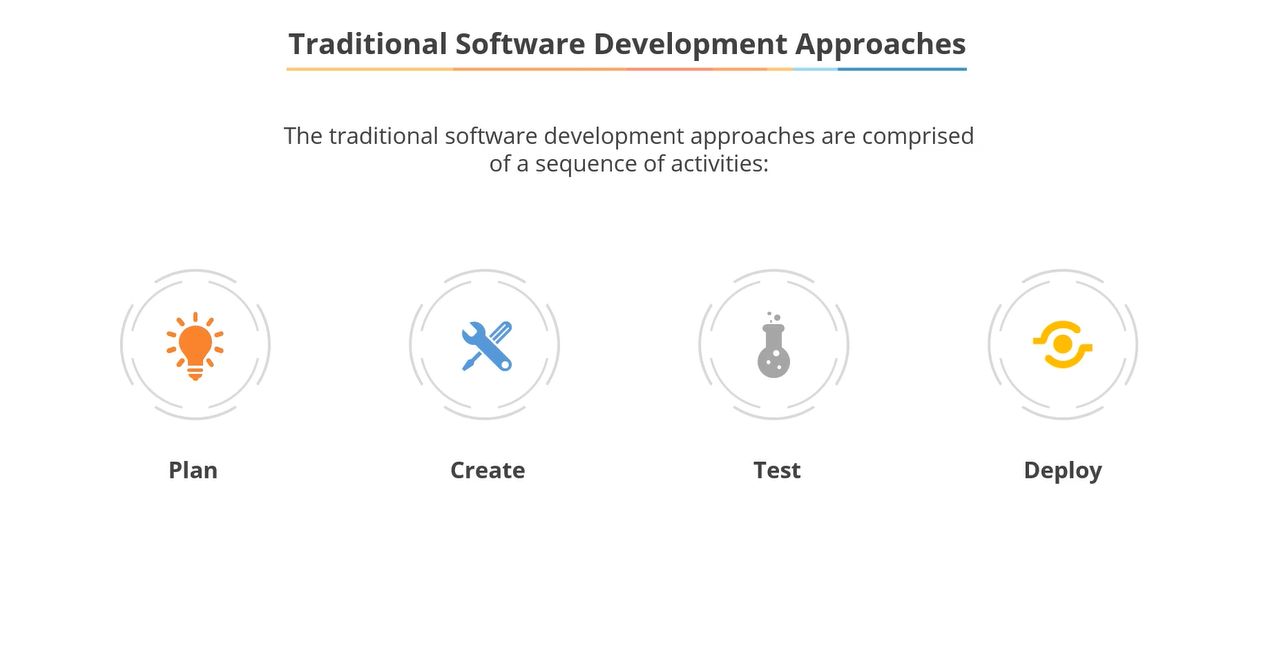 Traditional Software Development Approaches
The traditional software development approaches are comprised
of a sequence of activities:
Plan
Create
Test
Deploy